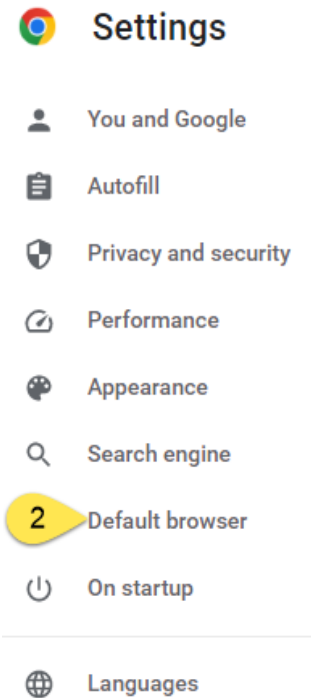 Settings
You and Google
Autofill
Privacy and security
Performance
Appearance
Search engine
2
Default browser
On startup
Languages